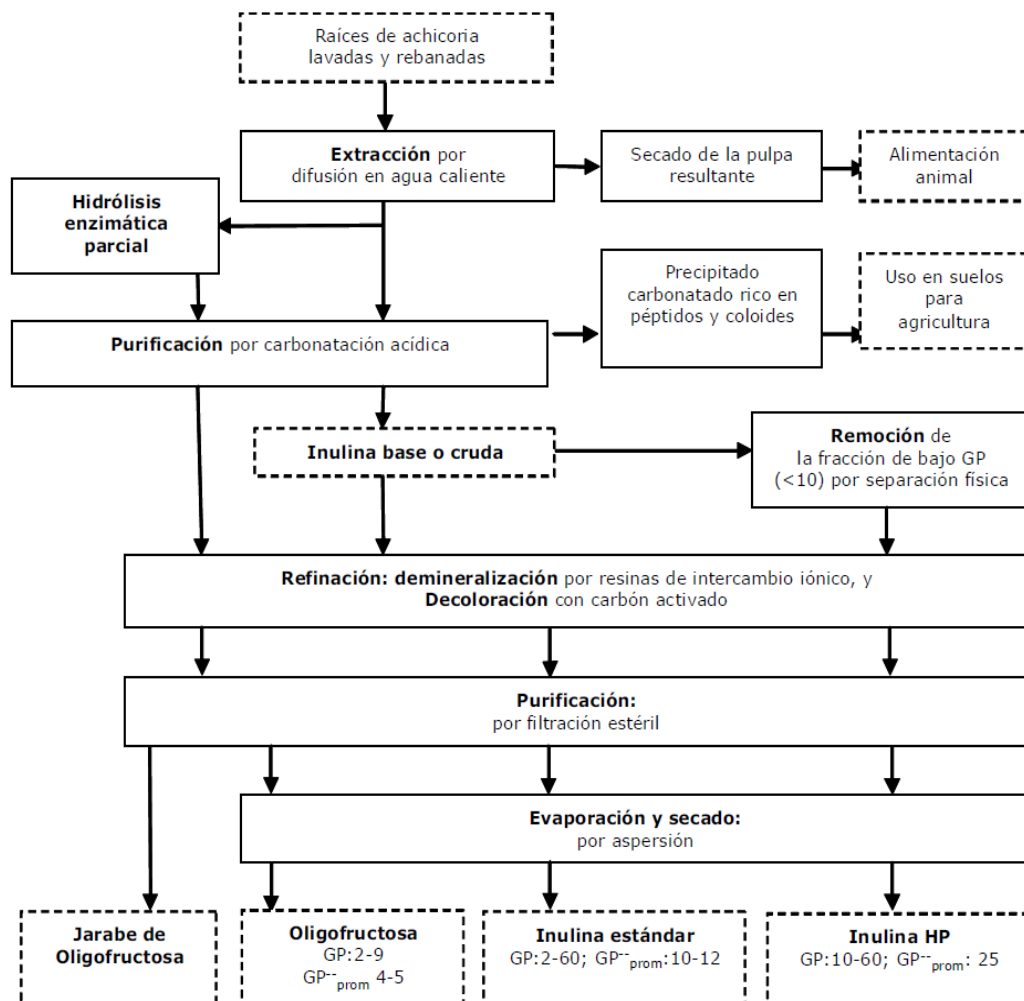 Raíces de achicoria
lavadas y rebanadas
Extracción por
difusión en agua caliente
Secado de la pulpa
resultante
Alimentación
animal
Hidrólisis
enzimática
parcial
Precipitado
carbonatado rico en
péptidos y coloides
Uso en suelos
para
agricultura
Purificación por carbonatación acídica
Inulina base o cruda
Remoción de
la fracción de bajo GP
(<10) por separación física
Refinación: demineralización por resinas de intercambio iónico, y
Decoloración con carbón activado
Purificación:
por filtración estéril
Evaporación y secado:
por aspersión
Jarabe de
Oligofructosa
Oligofructosa
GP:2-9
GP--prom 4-5
Inulina estándar
GP:2-60; GP--prom:10-12
Inulina HP
GP:10-60; GP--prom: 25